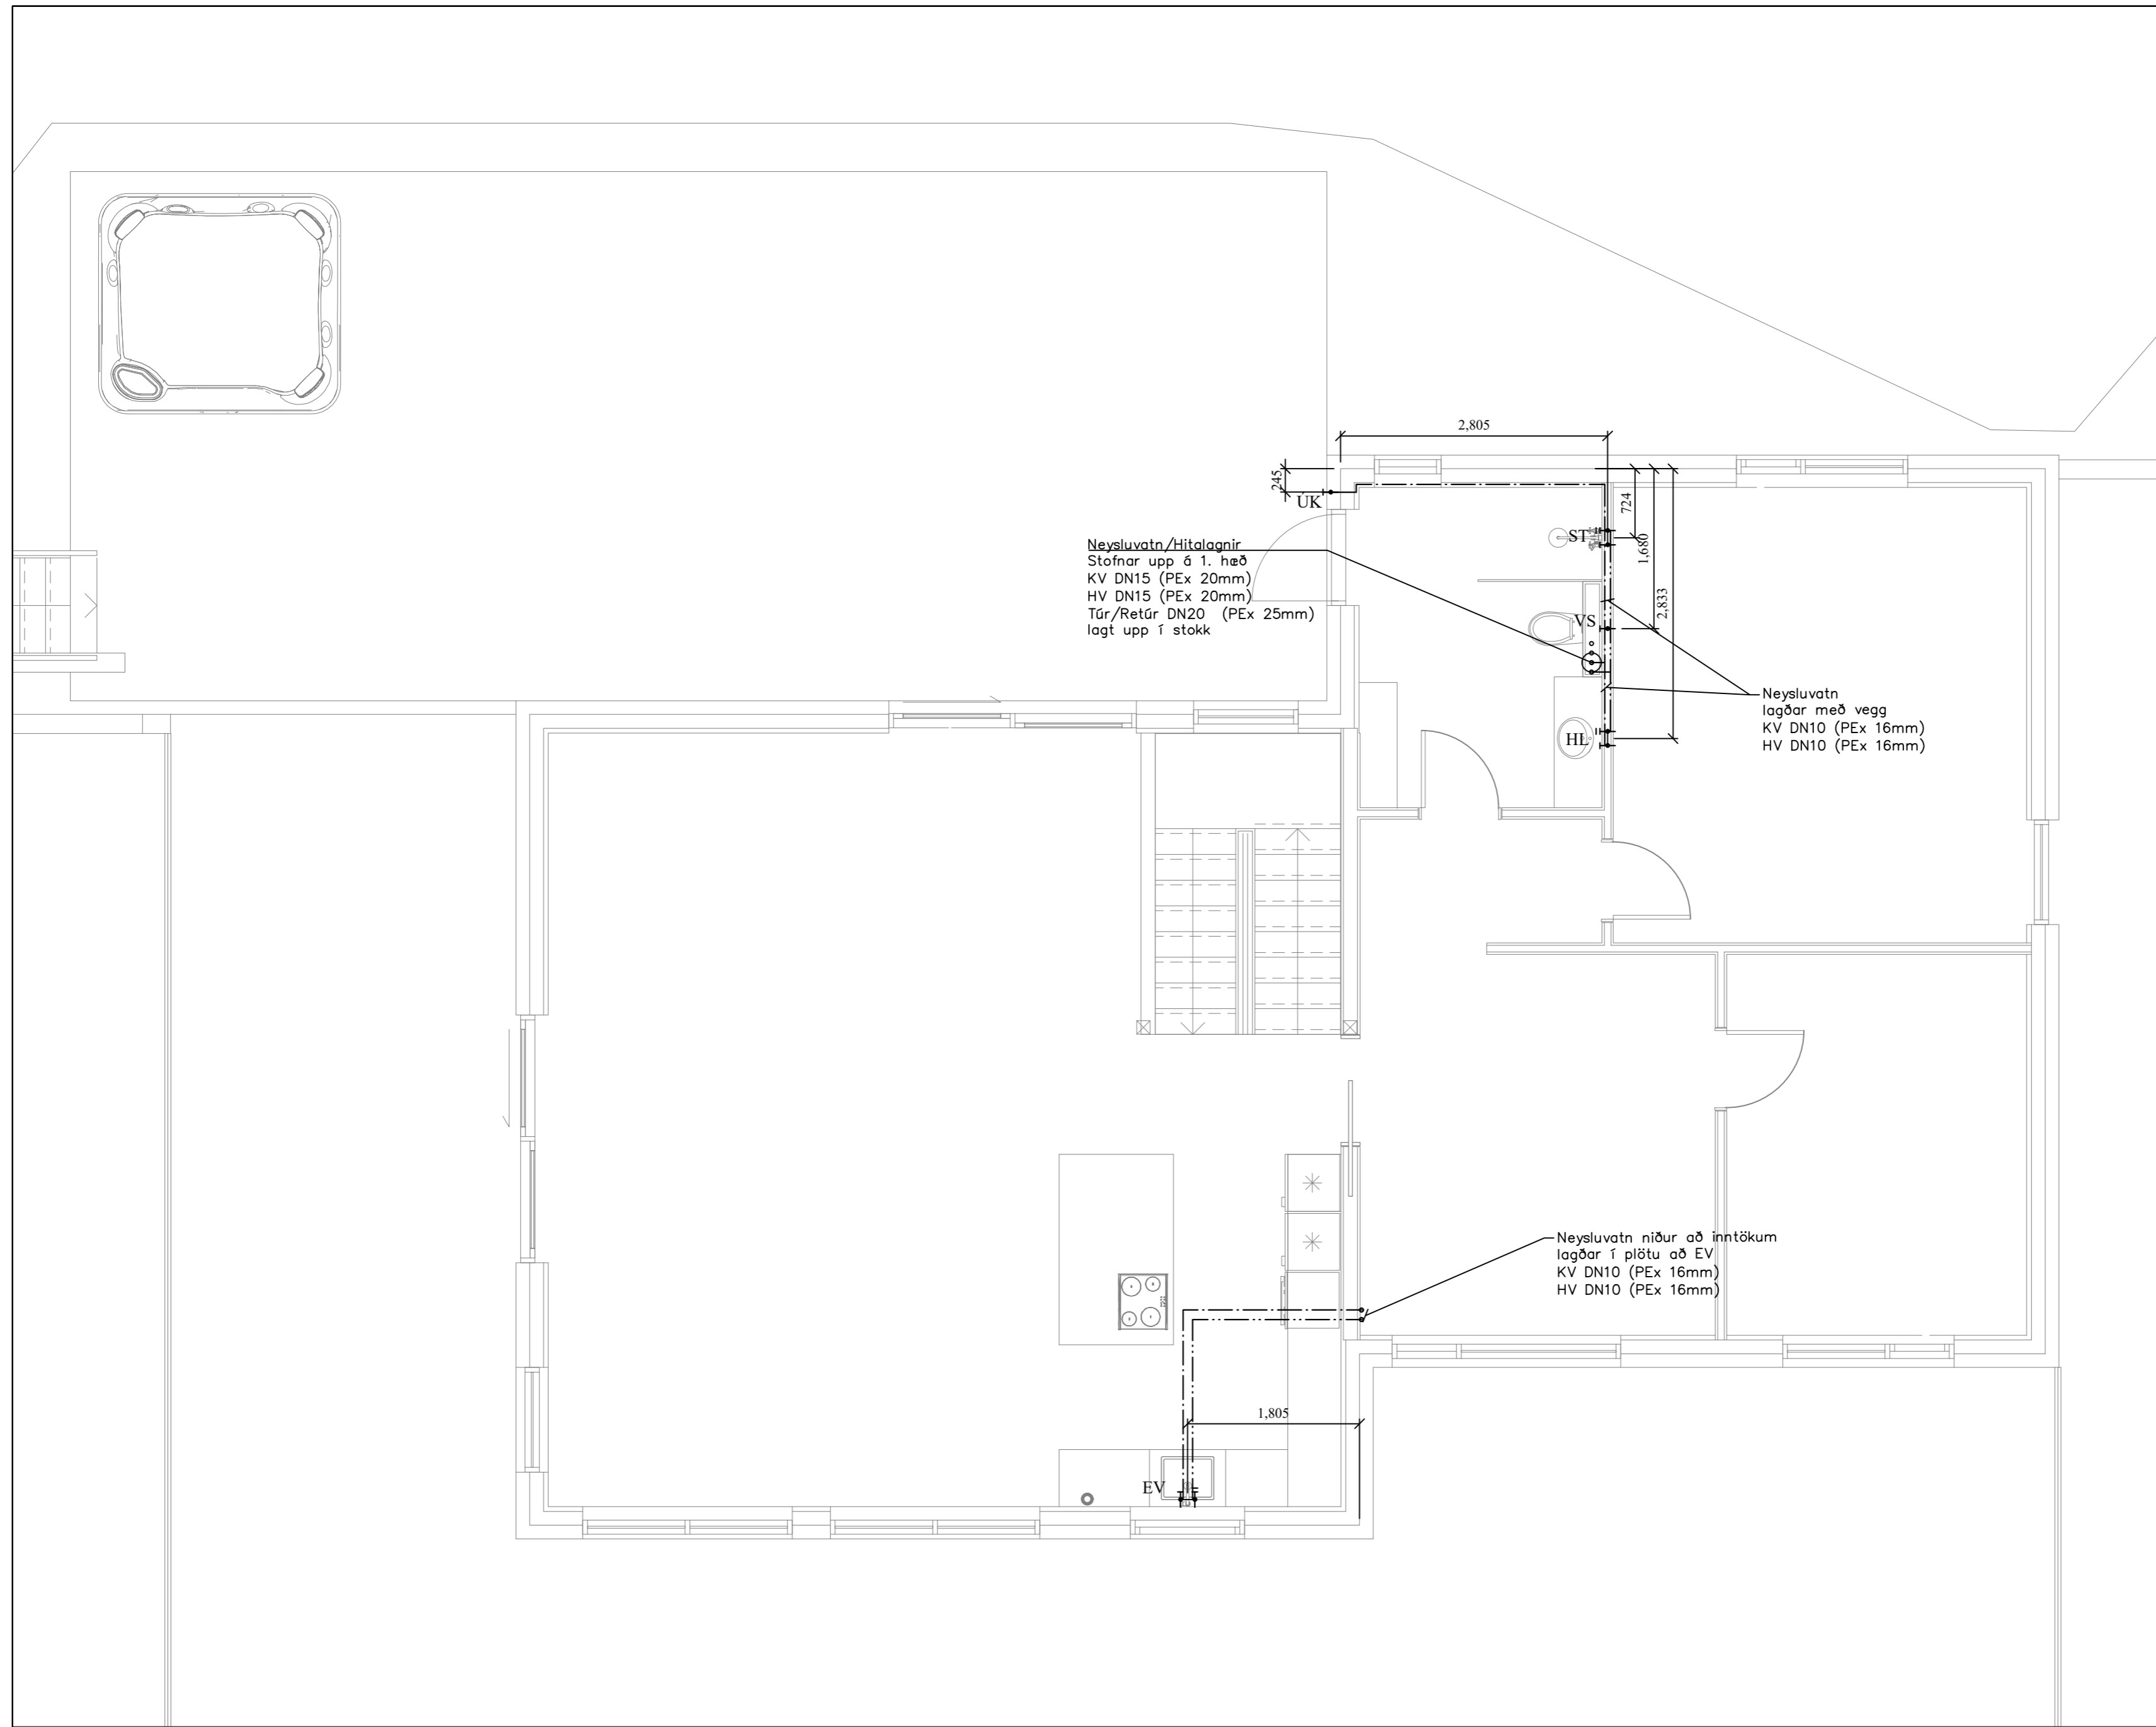 2,805
245
ÚK
724
ST
1,680
Neysluvatn/Hitalagnir
Stofnar upp á 1. hæð
KV DN15 (PEx 20mm)
HV DN15 (PEx 20mm)
Túr/Retúr DN20 (PEx 25mm)
lagt upp í stokk
2,833
VS
Neysluvatn
lagðar með vegg
KV DN10 (PEx 16mm)
HV DN10 (PEx 16mm)
HL
Neysluvatn niður að inntökum
lagðar í plötu að EV
KV DN10 (PEx 16mm)
HV DN10 (PEx 16mm)
1,805
EV